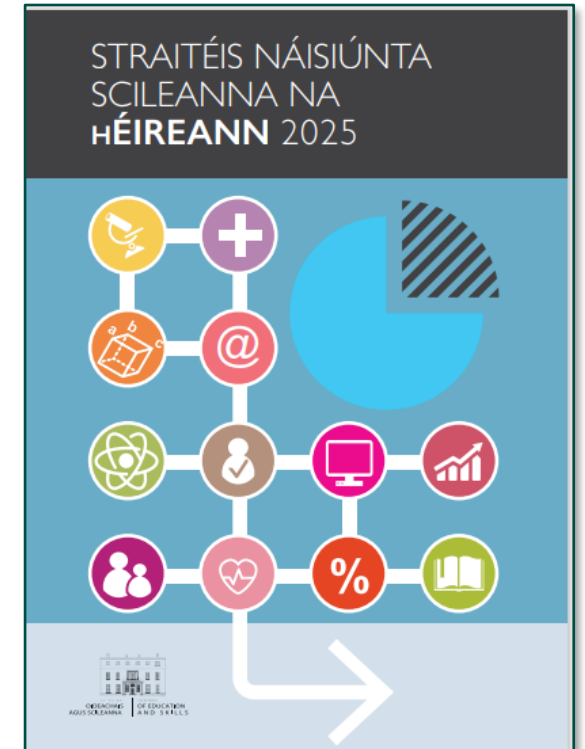 STRAITÉIS NÁISIÚNTA
SCILEANNA NA
HÉIREANN 2025
+
a b c
@
%
OIDEACHAIS
AGUS SCILEANNA
OF EDUCATION
AND SKILLS